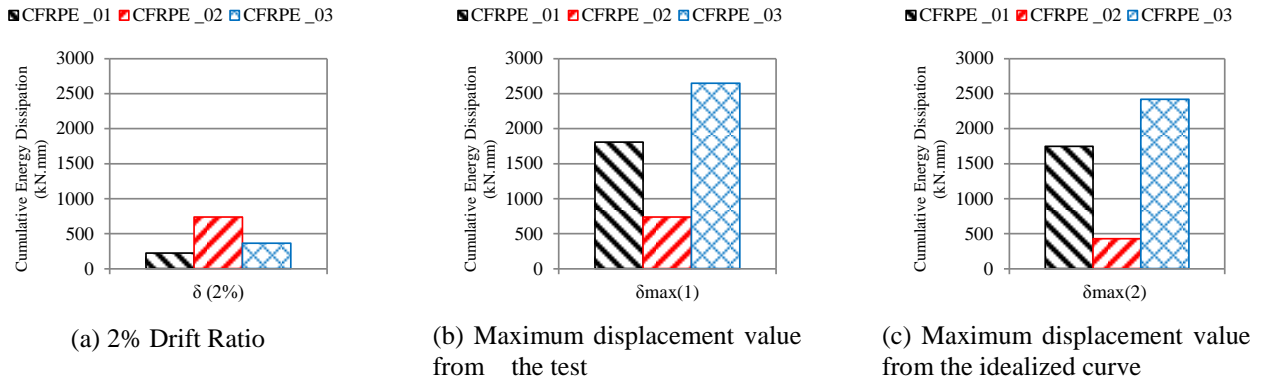 CFRPE _01 CFRPE _02 CFRPE _03
Cumulative Energy Dissipation
(kN.mm)
3000
2500
2000
1500
1000
500
0
δ (2%)
(a) 2% Drift Ratio
CFRPE _01 CFRPE _02 CFRPE _03
Cumulative Energy Dissipation
(kN.mm)
3000
2500
2000
1500
1000
500
0
δmax(1)
(b) Maximum displacement value
from the test
CFRPE _01 CFRPE _02 CFRPE _03
Cumulative Energy Dissipation
(kN.mm)
3000
2500
2000
1500
1000
500
0
δmax(2)
(c) Maximum displacement value
from the idealized curve